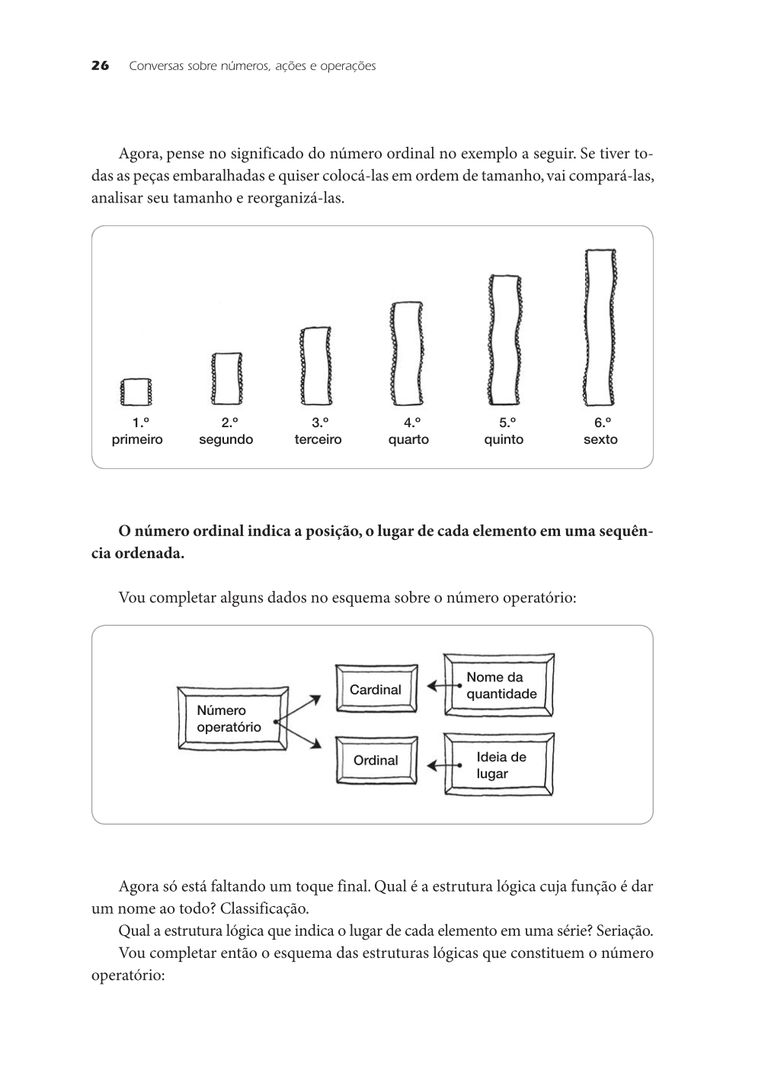 26 Conversas sobre números, ações e operações
Agora, pense no significado do número ordinal no exemplo a seguir. Se tiver to-
das as peças embaralhadas e quiser colocá-las em ordem de tamanho, vai compará-las,
analisar seu tamanho e reorganizá-las.
1.º 2.º 3.º 4.º 5.º 6.º
primeiro segundo terceiro quarto quinto sexto
O número ordinal indica a posição, o lugar de cada elemento em uma sequên-
cia ordenada.
Vou completar alguns dados no esquema sobre o número operatório:
Número
operatório
Cardinal
Nome da
quantidade
Ordinal
Ideia de
lugar
Agora só está faltando um toque final. Qual é a estrutura lógica cuja função é dar
um nome ao todo? Classificação.
Qual a estrutura lógica que indica o lugar de cada elemento em uma série? Seriação.
Vou completar então o esquema das estruturas lógicas que constituem o número
operatório: